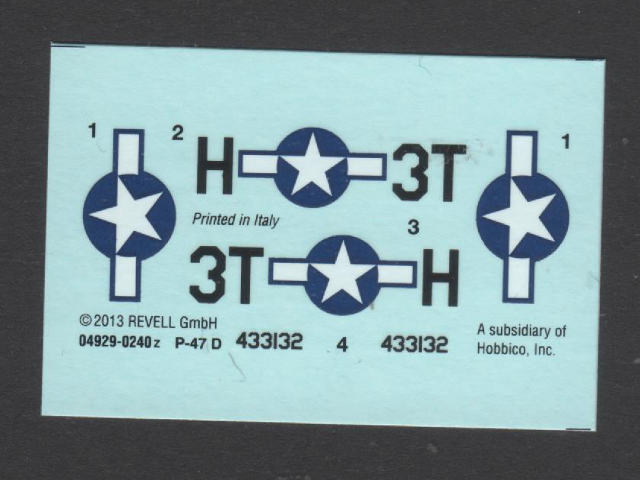 1
2
H 3T
1
Printed in Italy
3
3T H
© 2013 REVELL GmbH
04929-0240 z P-47 D 433132 4 433132
A subsidiary of
Hobbico, Inc.